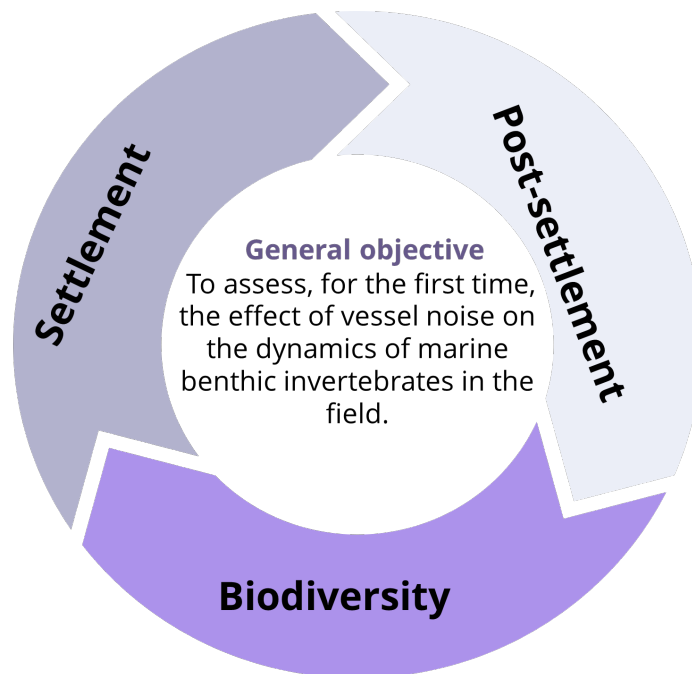 Settlement
Post-settlement
General objective
To assess, for the first time,
the effect of vessel noise on
the dynamics of marine
benthic invertebrates in the
field.
Biodiversity